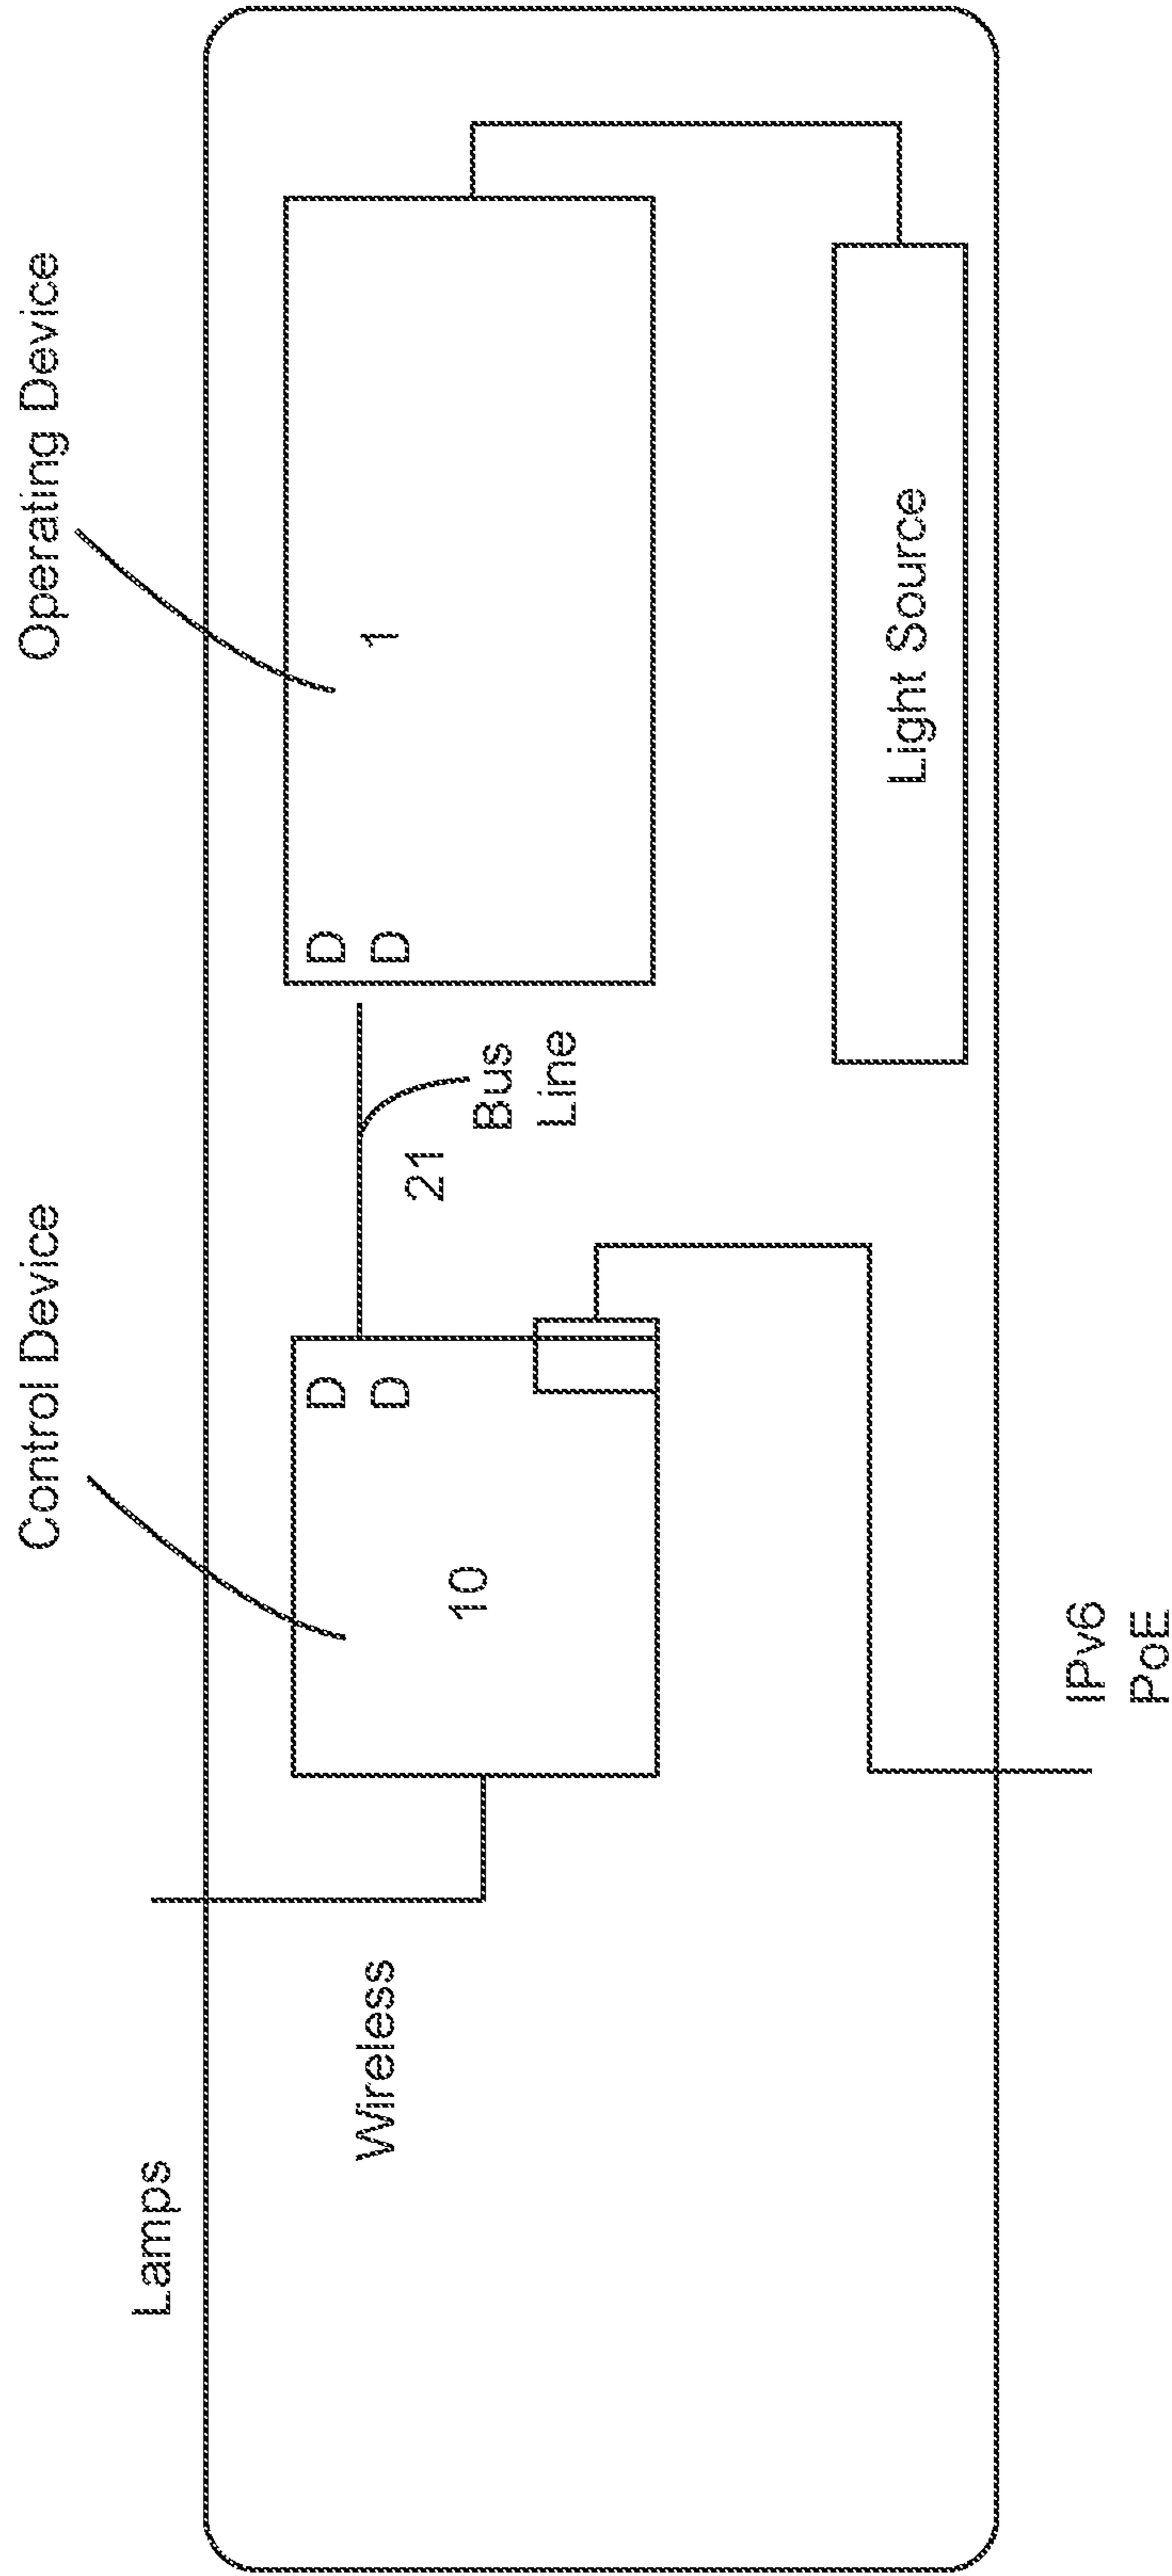 Lamps
Control Device
Operating Device
Wireless
10
D
D
21
Bus
Line
D
D
1
Light Source
IPv6
PoE